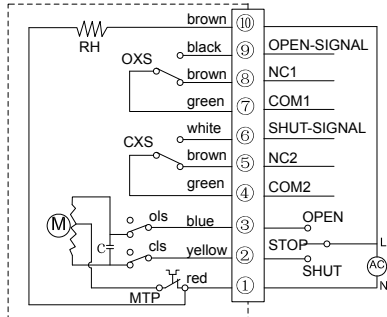 brown ⑩
RH
black ⑨ OPEN-SIGNAL
OXS
brown ⑧ NC1
green ⑦ COM1
white ⑥ SHUT-SIGNAL
CXS
brown ⑤ NC2
green ④ COM2
ols blue ③ OPEN
M
STOP L
C
cls yellow ② SHUT
AC
red ① N
MTP